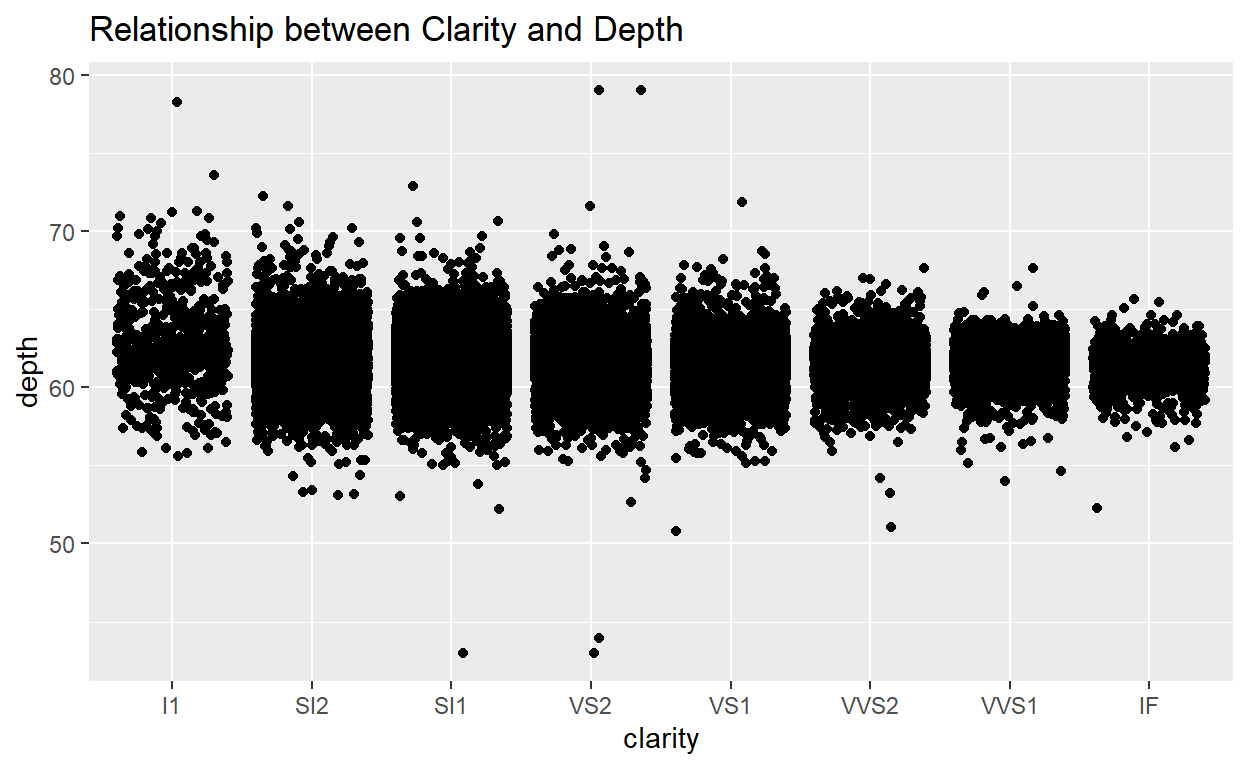 Relationship between Clarity and Depth
80
70
60
50
depth
I1 SI2 SI1 VS2 VS1 VVS2 VVS1 IF
clarity